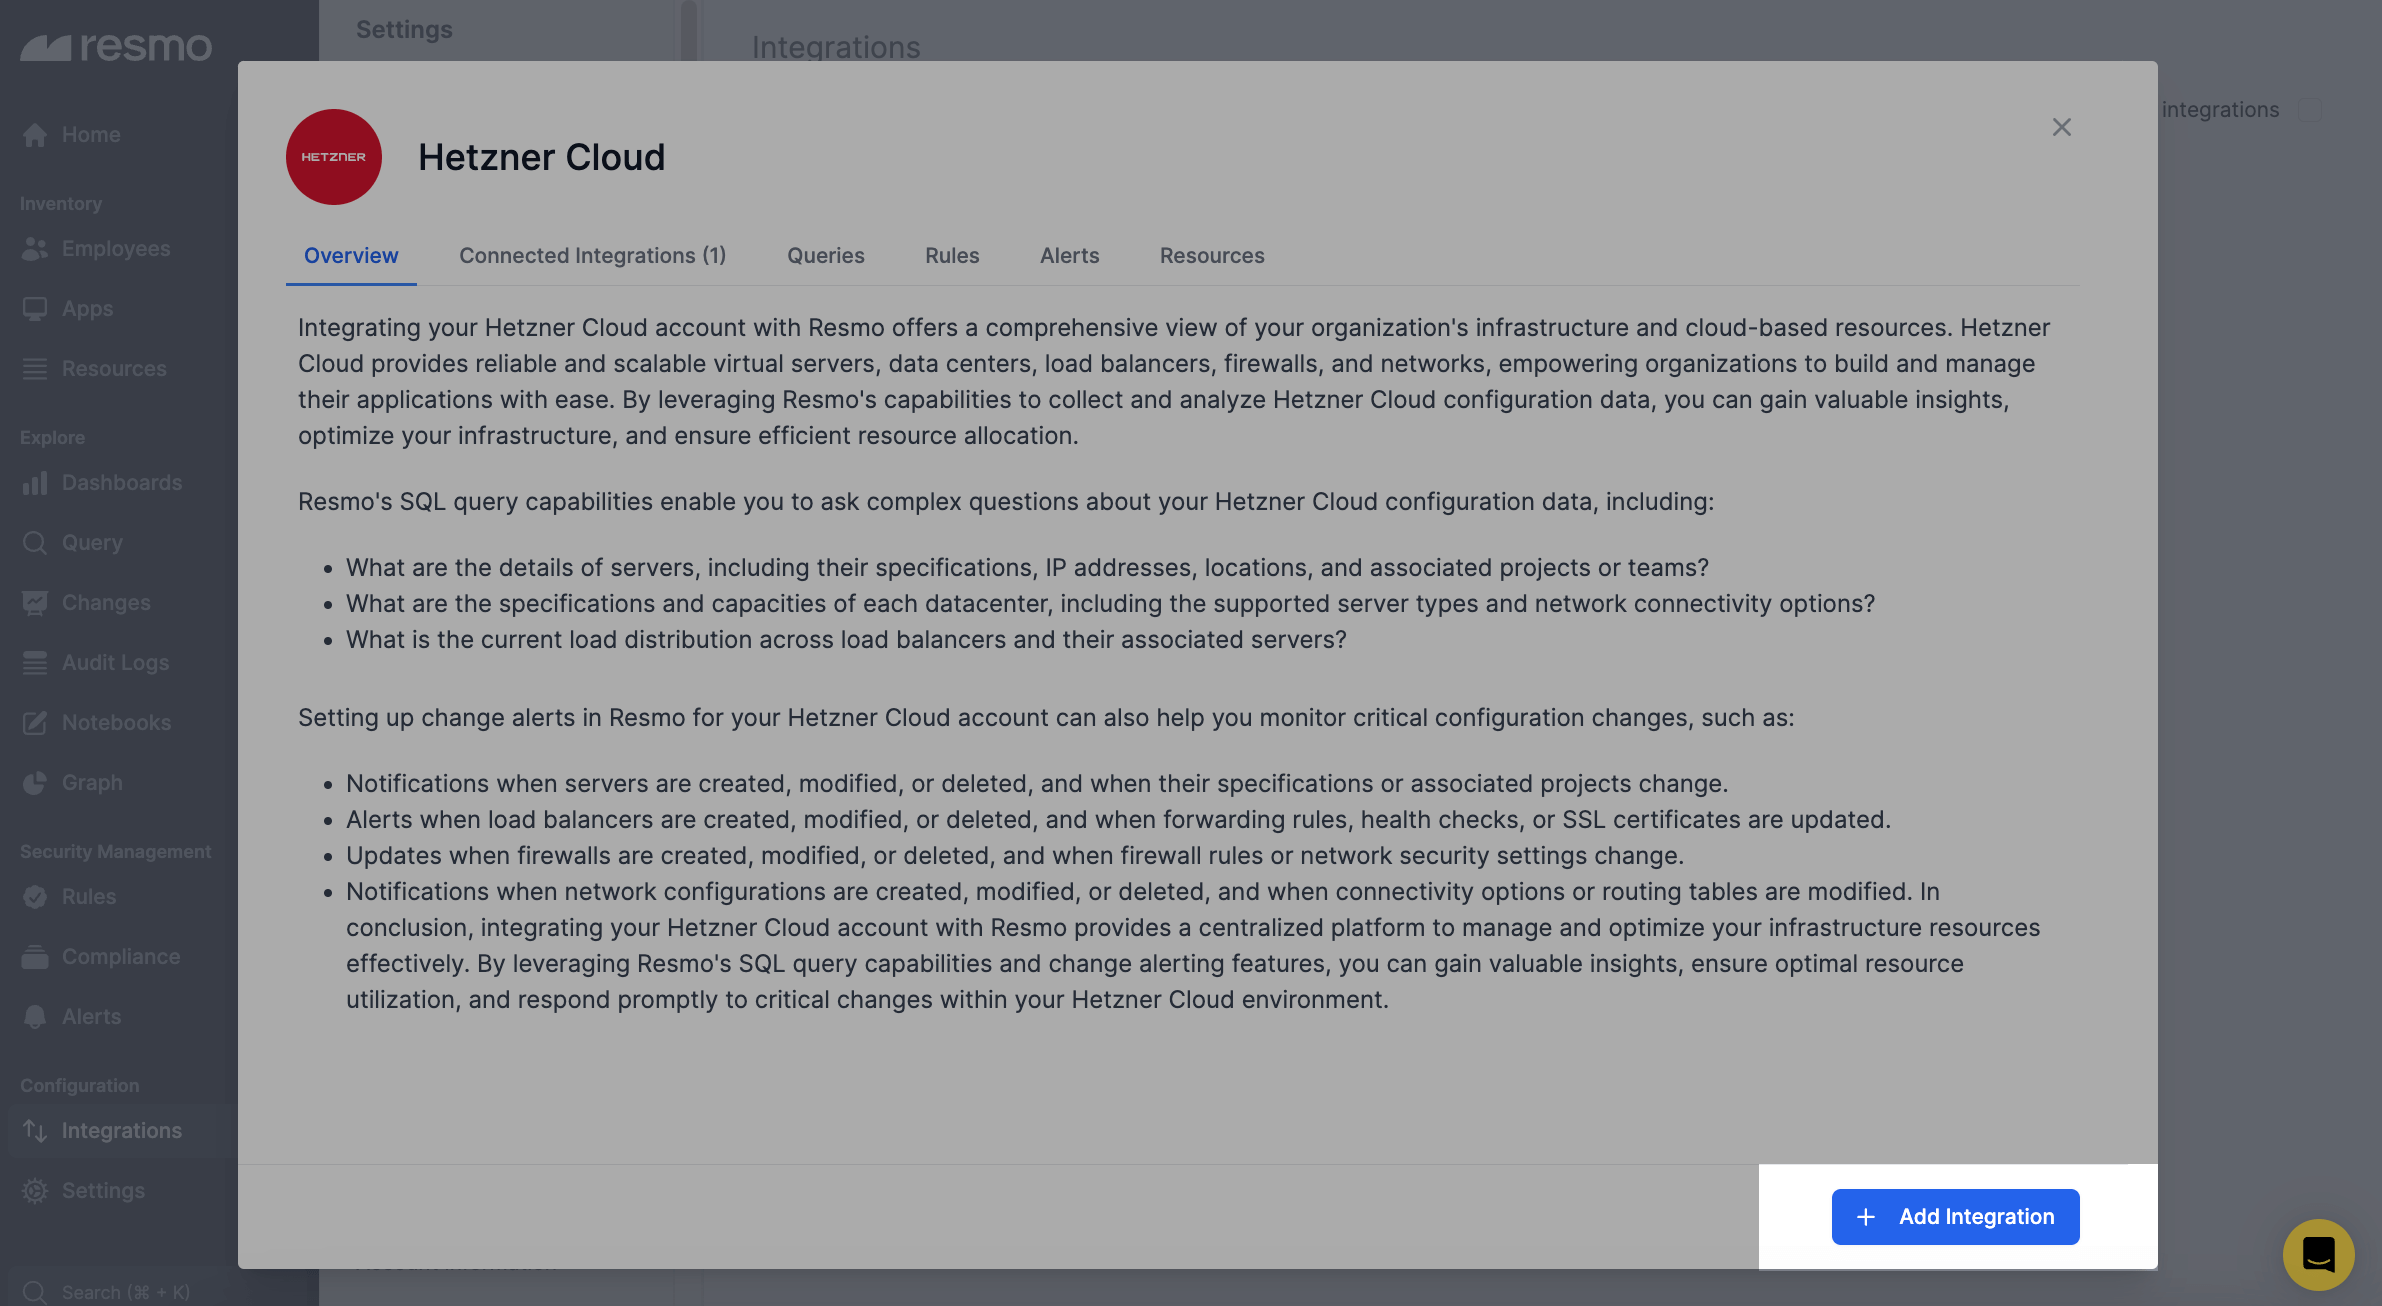 resmo
Home
Inventory
Employees
Apps
Resources
Explore
Dashboards
Query
Changes
Audit Logs
Notebooks
Graph
Security Management
Rules
Compliance
Alerts
Configuration
Integrations
Settings
Search (⌘ + K)
Settings
Integrations
integrations
HETZNER
Hetzner Cloud
Overview
Connected Integrations (1)
Queries
Rules
Alerts
Resources
Integrating your Hetzner Cloud account with Resmo offers a comprehensive view of your organization's infrastructure and cloud-based resources. Hetzner
Cloud provides reliable and scalable virtual servers, data centers, load balancers, firewalls, and networks, empowering organizations to build and manage
their applications with ease. By leveraging Resmo's capabilities to collect and analyze Hetzner Cloud configuration data, you can gain valuable insights,
optimize your infrastructure, and ensure efficient resource allocation.
Resmo's SQL query capabilities enable you to ask complex questions about your Hetzner Cloud configuration data, including:
• What are the details of servers, including their specifications, IP addresses, locations, and associated projects or teams?
• What are the specifications and capacities of each datacenter, including the supported server types and network connectivity options?
• What is the current load distribution across load balancers and their associated servers?
Setting up change alerts in Resmo for your Hetzner Cloud account can also help you monitor critical configuration changes, such as:
• Notifications when servers are created, modified, or deleted, and when their specifications or associated projects change.
• Alerts when load balancers are created, modified, or deleted, and when forwarding rules, health checks, or SSL certificates are updated.
• Updates when firewalls are created, modified, or deleted, and when firewall rules or network security settings change.
• Notifications when network configurations are created, modified, or deleted, and when connectivity options or routing tables are modified. In
conclusion, integrating your Hetzner Cloud account with Resmo provides a centralized platform to manage and optimize your infrastructure resources
effectively. By leveraging Resmo's SQL query capabilities and change alerting features, you can gain valuable insights, ensure optimal resource
utilization, and respond promptly to critical changes within your Hetzner Cloud environment.
+ Add Integration